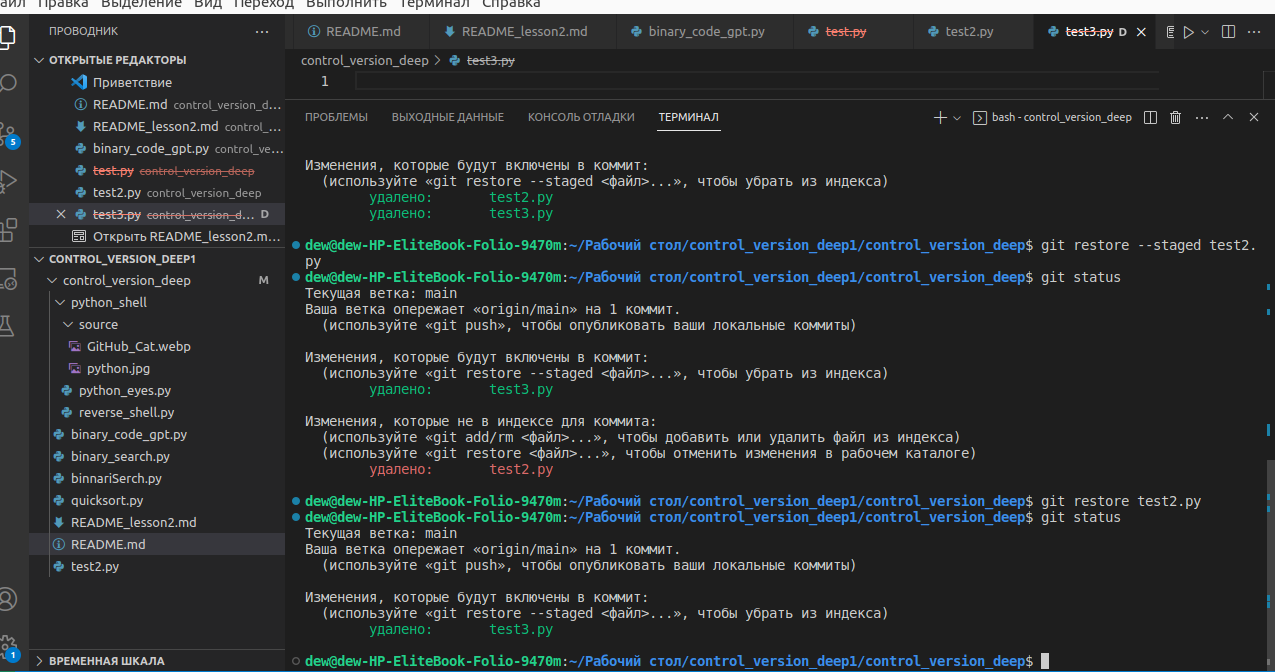 айл Правка Выделение Вид Переход Выполнить Терминал Справка
ПРОВОДНИК ...
ОТКРЫТЫЕ РЕДАКТОРЫ
Приветствие
README.md control_version_d...
README_lesson2.md control_...
binary_code_gpt.py control_ve...
test.py control_version_deep
test2.py control_version_deep
test3.py control_version_d... D
Открыть README_lesson2.m...
CONTROL_VERSION_DEEP1
control_version_deep M
python_shell
source
GitHub_Cat.webp
python.jpg
python_eyes.py
reverse_shell.py
binary_code_gpt.py
binary_search.py
binnariSerch.py
quicksort.py
README_lesson2.md
README.md
test2.py
ВРЕМЕННАЯ ШКАЛА
5
1
README.md README_lesson2.md binary_code_gpt.py test.py test2.py test3.py D
control_version_deep > test3.py
1
ПРОБЛЕМЫ ВЫХОДНЫЕ ДАННЫЕ КОНСОЛЬ ОТЛАДКИ ТЕРМИНАЛ bash - control_version_deep
Изменения, которые будут включены в коммит:
(используйте «git restore --staged <файл>...», чтобы убрать из индекса)
удалено: test2.py
удалено: test3.py
dew@dew-HP-EliteBook-Folio-9470m:~/Рабочий стол/control_version_deep1/control_version_deep$ git restore --staged test2.
py
dew@dew-HP-EliteBook-Folio-9470m:~/Рабочий стол/control_version_deep1/control_version_deep$ git status
Текущая ветка: main
Ваша ветка опережает «origin/main» на 1 коммит.
(используйте «git push», чтобы опубликовать ваши локальные коммиты)
Изменения, которые будут включены в коммит:
(используйте «git restore --staged <файл>...», чтобы убрать из индекса)
удалено: test3.py
Изменения, которые не в индексе для коммита:
(используйте «git add/rm <файл>...», чтобы добавить или удалить файл из индекса)
(используйте «git restore <файл>...», чтобы отменить изменения в рабочем каталоге)
удалено: test2.py
dew@dew-HP-EliteBook-Folio-9470m:~/Рабочий стол/control_version_deep1/control_version_deep$ git restore test2.py
dew@dew-HP-EliteBook-Folio-9470m:~/Рабочий стол/control_version_deep1/control_version_deep$ git status
Текущая ветка: main
Ваша ветка опережает «origin/main» на 1 коммит.
(используйте «git push», чтобы опубликовать ваши локальные коммиты)
Изменения, которые будут включены в коммит:
(используйте «git restore --staged <файл>...», чтобы убрать из индекса)
удалено: test3.py
dew@dew-HP-EliteBook-Folio-9470m:~/Рабочий стол/control_version_deep1/control_version_deep$